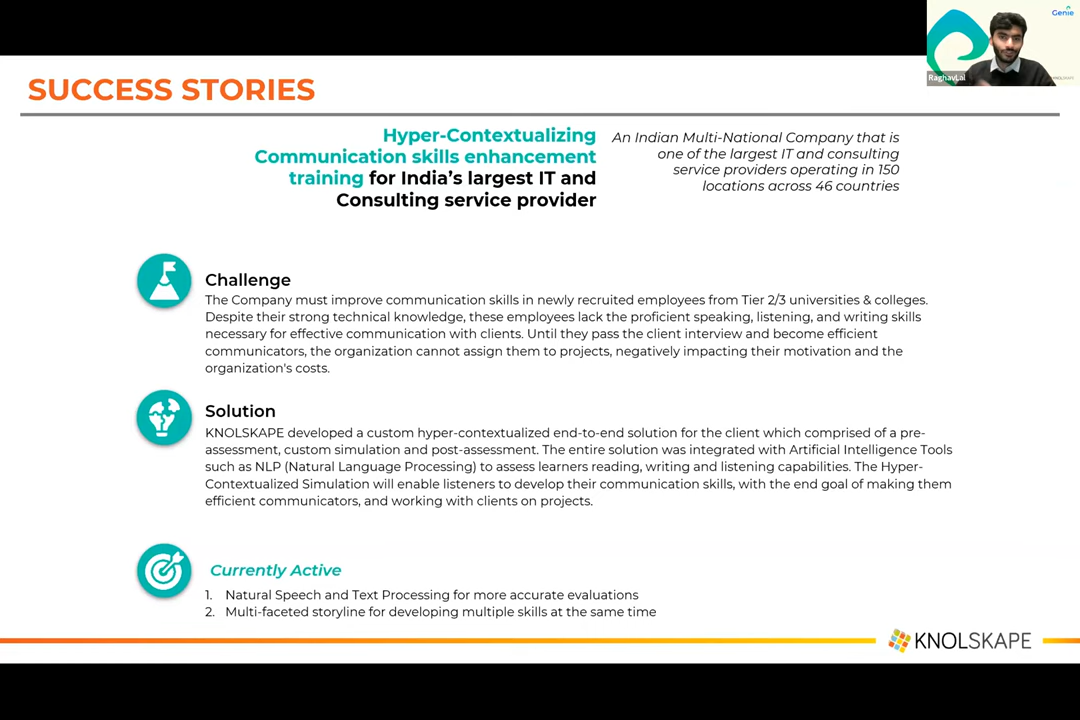 Genie
RaghavLal
KNOLSKAPE
SUCCESS STORIES
Hyper-Contextualizing
Communication skills enhancement
training for India's largest IT and
Consulting service provider
An Indian Multi-National Company that is
one of the largest IT and consulting
service providers operating in 150
locations across 46 countries
Challenge
The Company must improve communication skills in newly recruited employees from Tier 2/3 universities & colleges.
Despite their strong technical knowledge, these employees lack the proficient speaking, listening, and writing skills
necessary for effective communication with clients. Until they pass the client interview and become efficient
communicators, the organization cannot assign them to projects, negatively impacting their motivation and the
organization's costs.
Solution
KNOLSKAPE developed a custom hyper-contextualized end-to-end solution for the client which comprised of a pre-
assessment, custom simulation and post-assessment. The entire solution was integrated with Artificial Intelligence Tools
such as NLP (Natural Language Processing) to assess learners reading, writing and listening capabilities. The Hyper-
Contextualized Simulation will enable listeners to develop their communication skills, with the end goal of making them
efficient communicators, and working with clients on projects.
Currently Active
1. Natural Speech and Text Processing for more accurate evaluations
2. Multi-faceted storyline for developing multiple skills at the same time
KNOLSKAPE